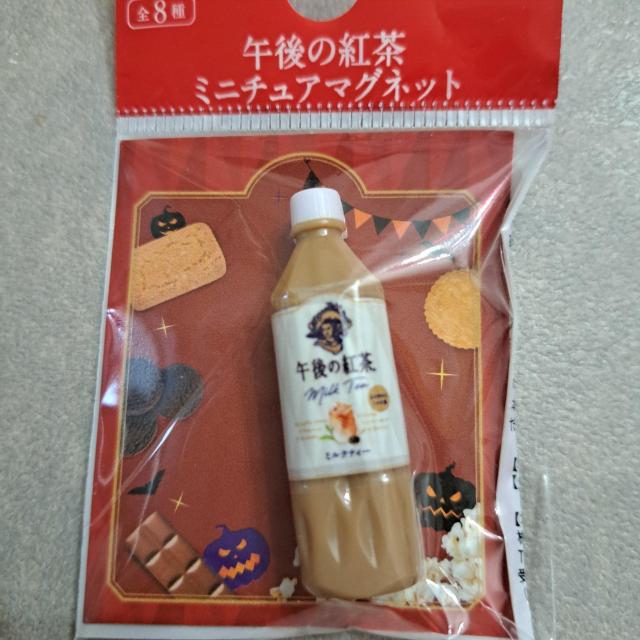 全8種
午後の紅茶
ミニチュアマグネット
午後の紅茶
Milk Tea
ミルクティー